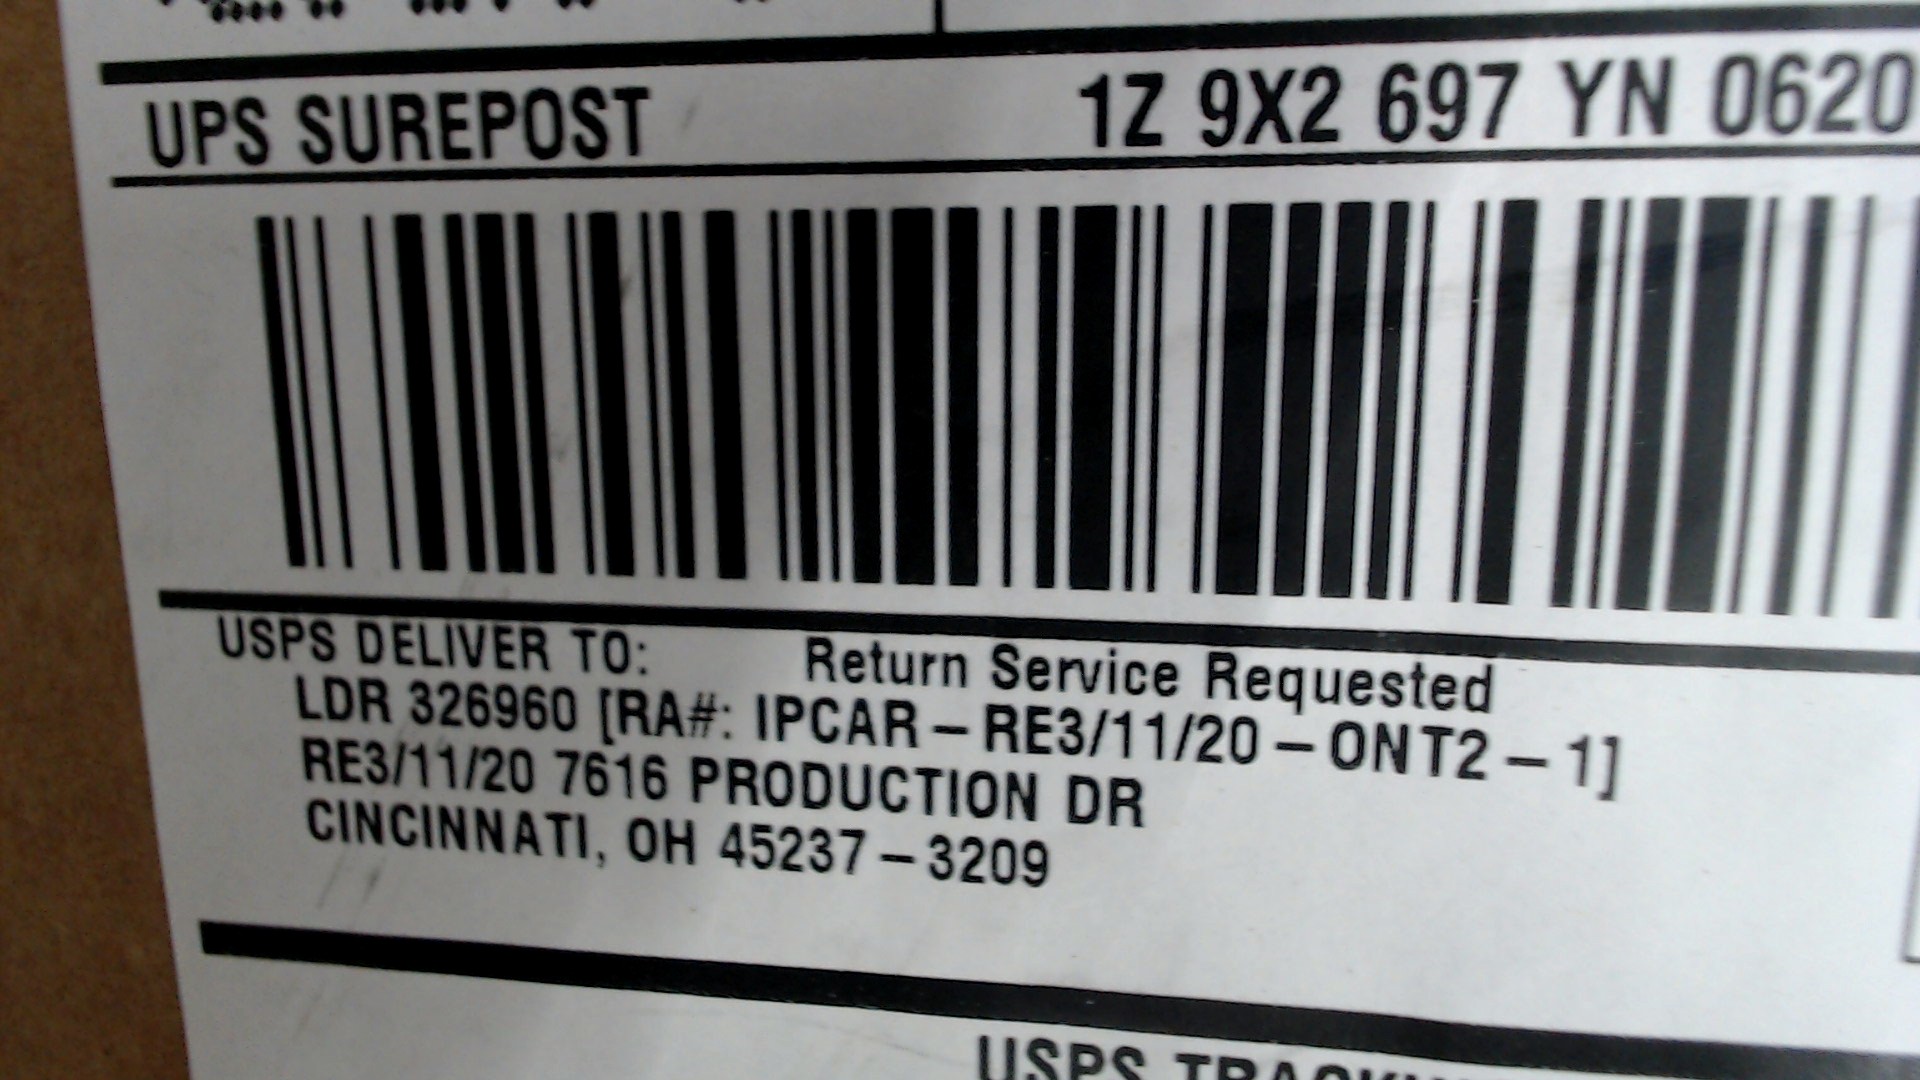 UPS SUREPOST 1Z 9X2 697 YN 0620
USPS DELIVER TO: Return Service Requested
LDR 326960 [RA#: IPCAR – RE3/11/20 – ONT2 – 1]
RE3/11/20 7616 PRODUCTION DR
CINCINNATI, OH 45237 – 3209
USPS